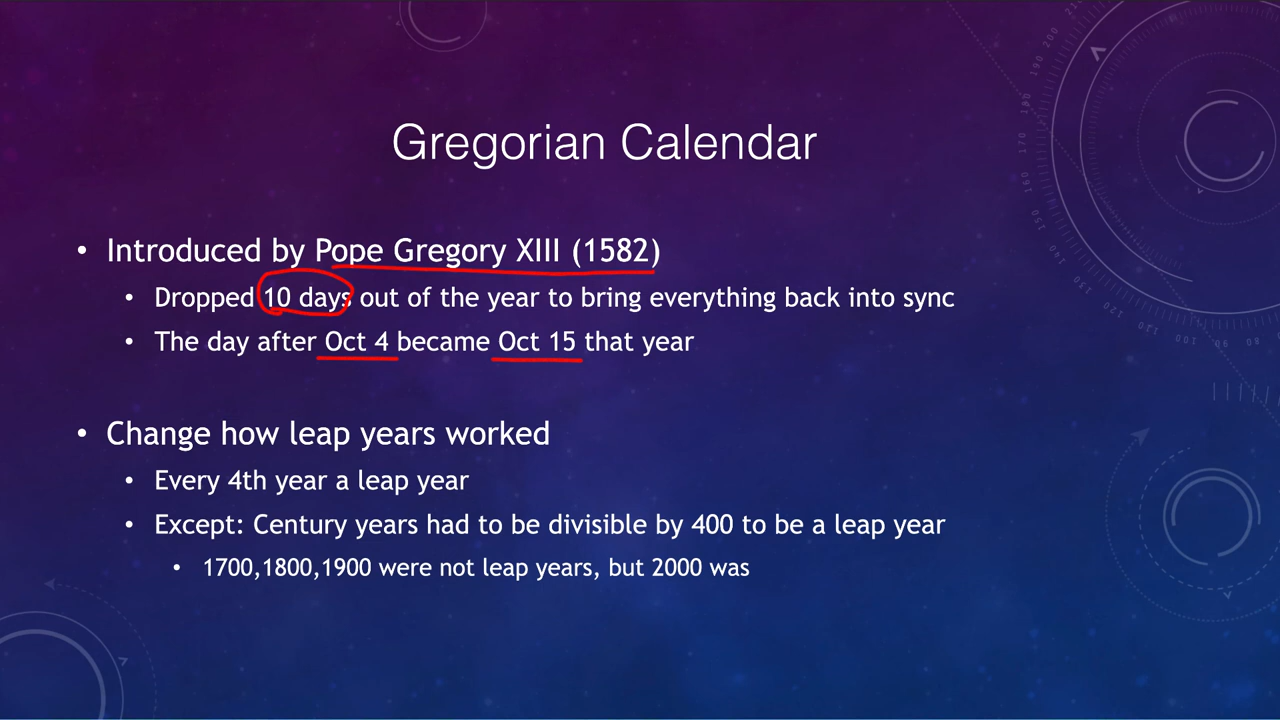 Gregorian Calendar
• Introduced by Pope Gregory XIII (1582)
• Dropped 10 days out of the year to bring everything back into sync
• The day after Oct 4 became Oct 15 that year
• Change how leap years worked
• Every 4th year a leap year
• Except: Century years had to be divisible by 400 to be a leap year
• 1700,1800,1900 were not leap years, but 2000 was